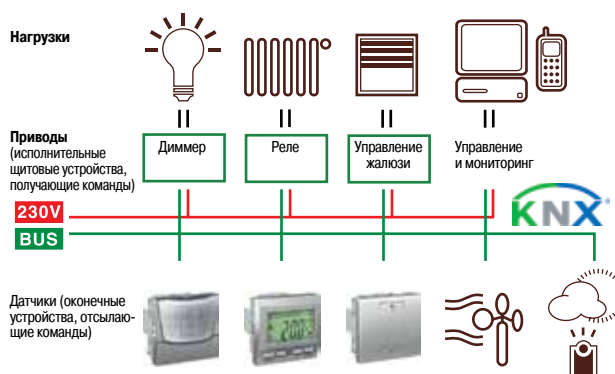 Нагрузки
Приводы
(исполнительные
щитовые устройства,
получающие команды)
Диммер
Реле
Управление
жалюзи
Управление
и мониторинг
230V
BUS
KNX®
Датчики (оконечные
устройства, отсылаю-
щие команды)